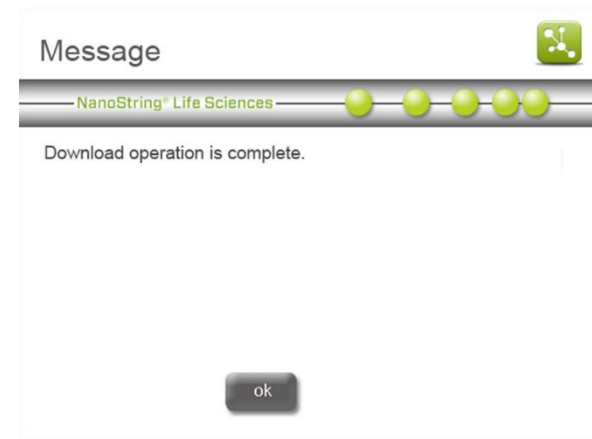 Message
NanoString® Life Sciences
Download operation is complete.
ok